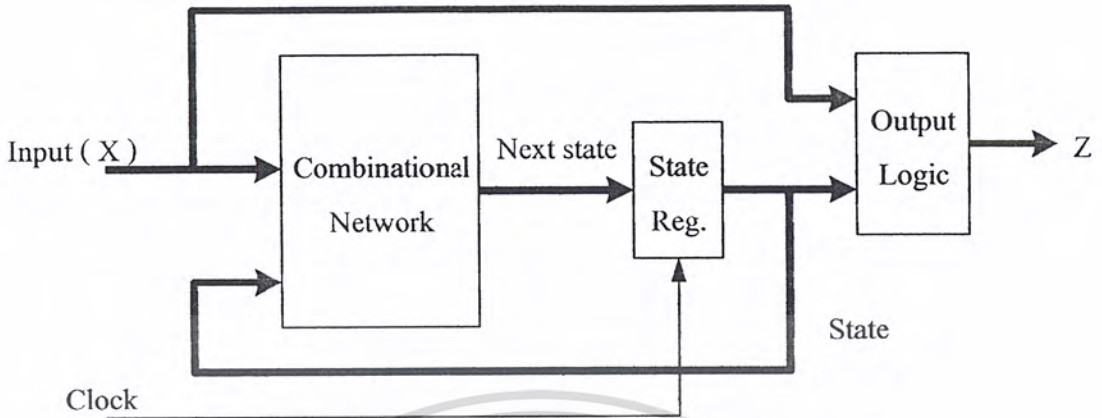 Input ( X )
Combinational
Network
Next state
State
Reg.
Output
Logic
Z
State
Clock